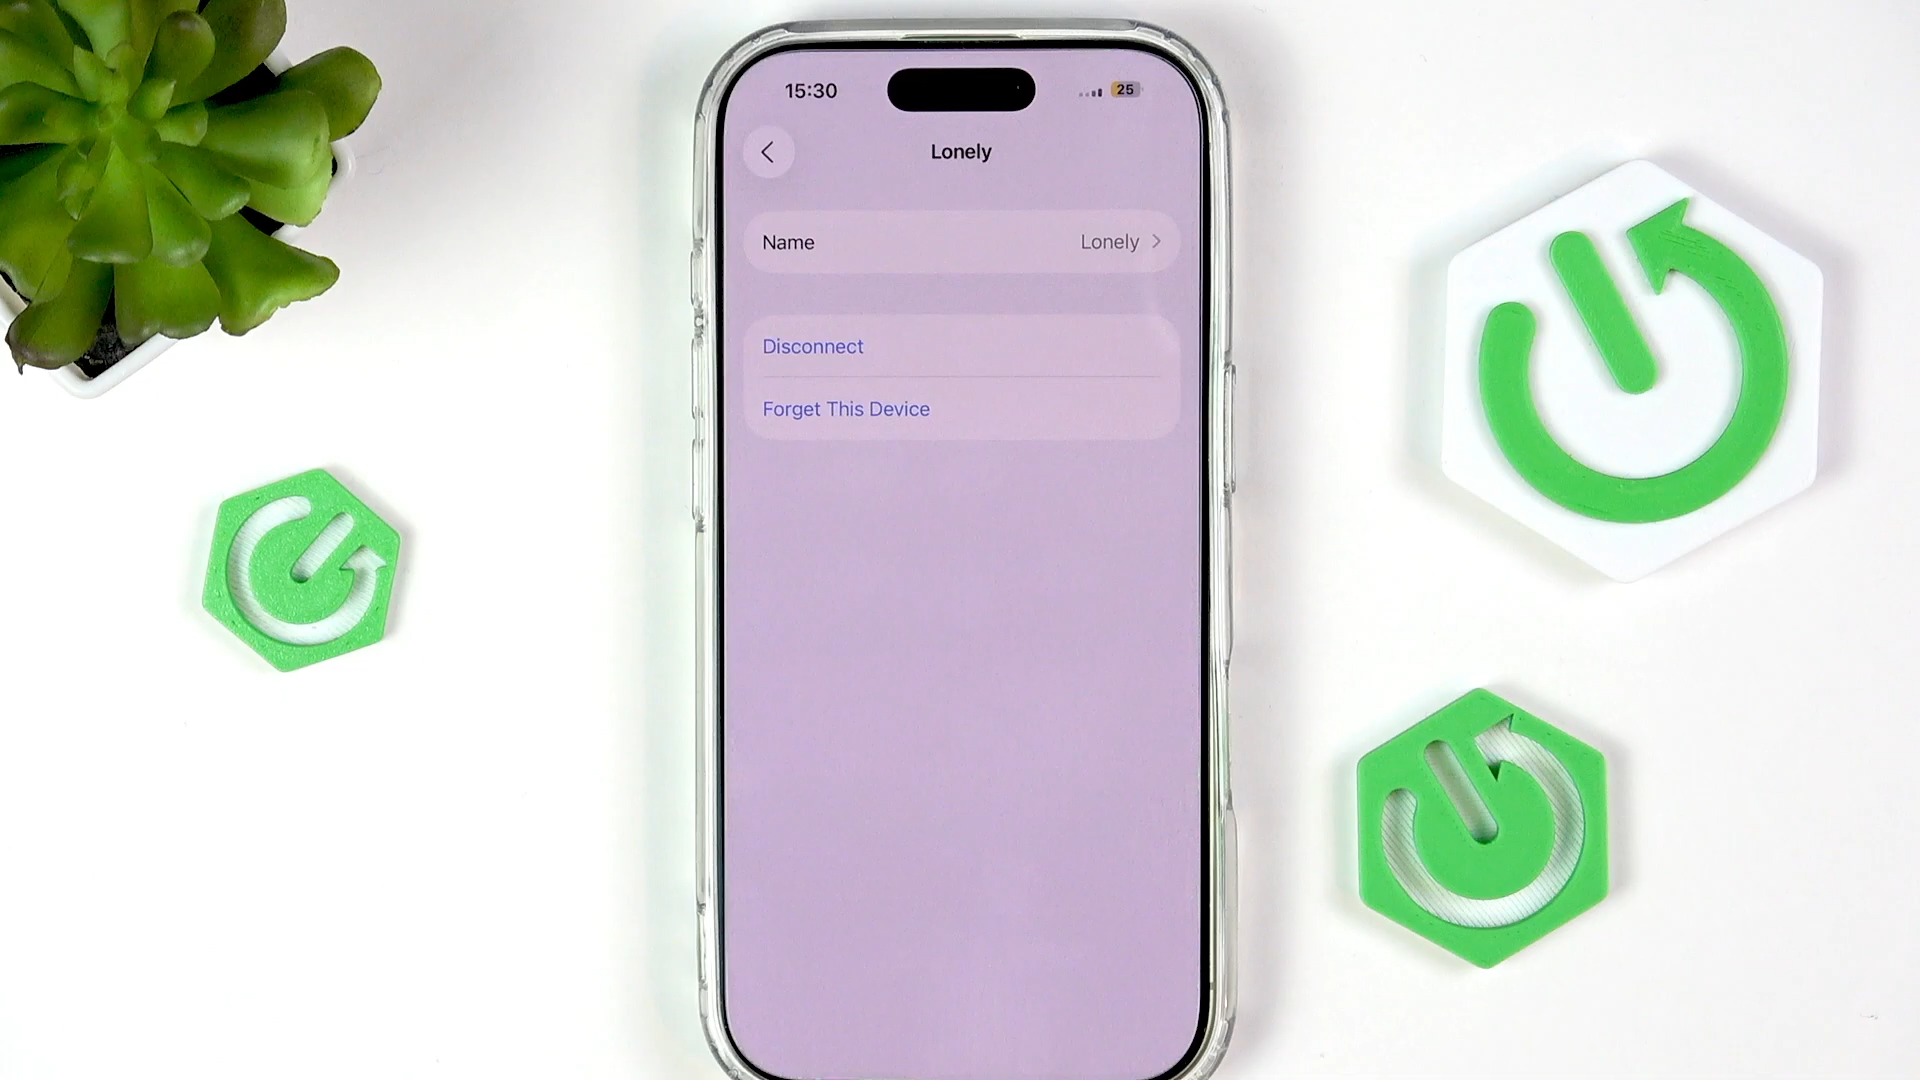 15:30
25
Lonely
Name
Lonely
Disconnect
Forget This Device